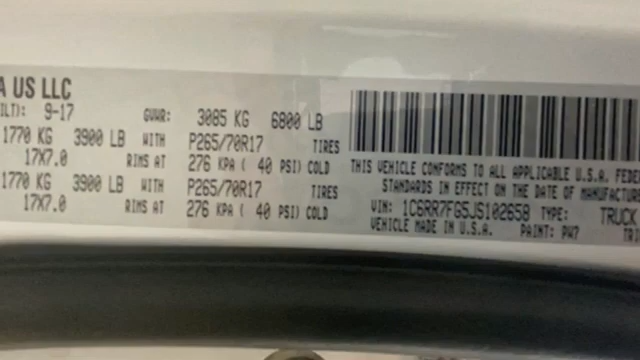 A US LLC
ILT): 9-17 GVWR: 3085 KG 6800 LB
1770 KG 3900 LB WITH P265/70R17 TIRES
17X7.0 RIMS AT 276 KPA ( 40 PSI) COLD
1770 KG 3900 LB WITH P265/70R17 TIRES
17X7.0 RIMS AT 276 KPA ( 40 PSI) COLD
THIS VEHICLE CONFORMS TO ALL APPLICABLE U.S.A. FEDE
STANDARDS IN EFFECT ON THE DATE OF MANUFACTUR
VIN: 1C6RR7FG5JS102658 TYPE: TRUCK
VEHICLE MADE IN U.S.A. PAINT: PW7 TRI